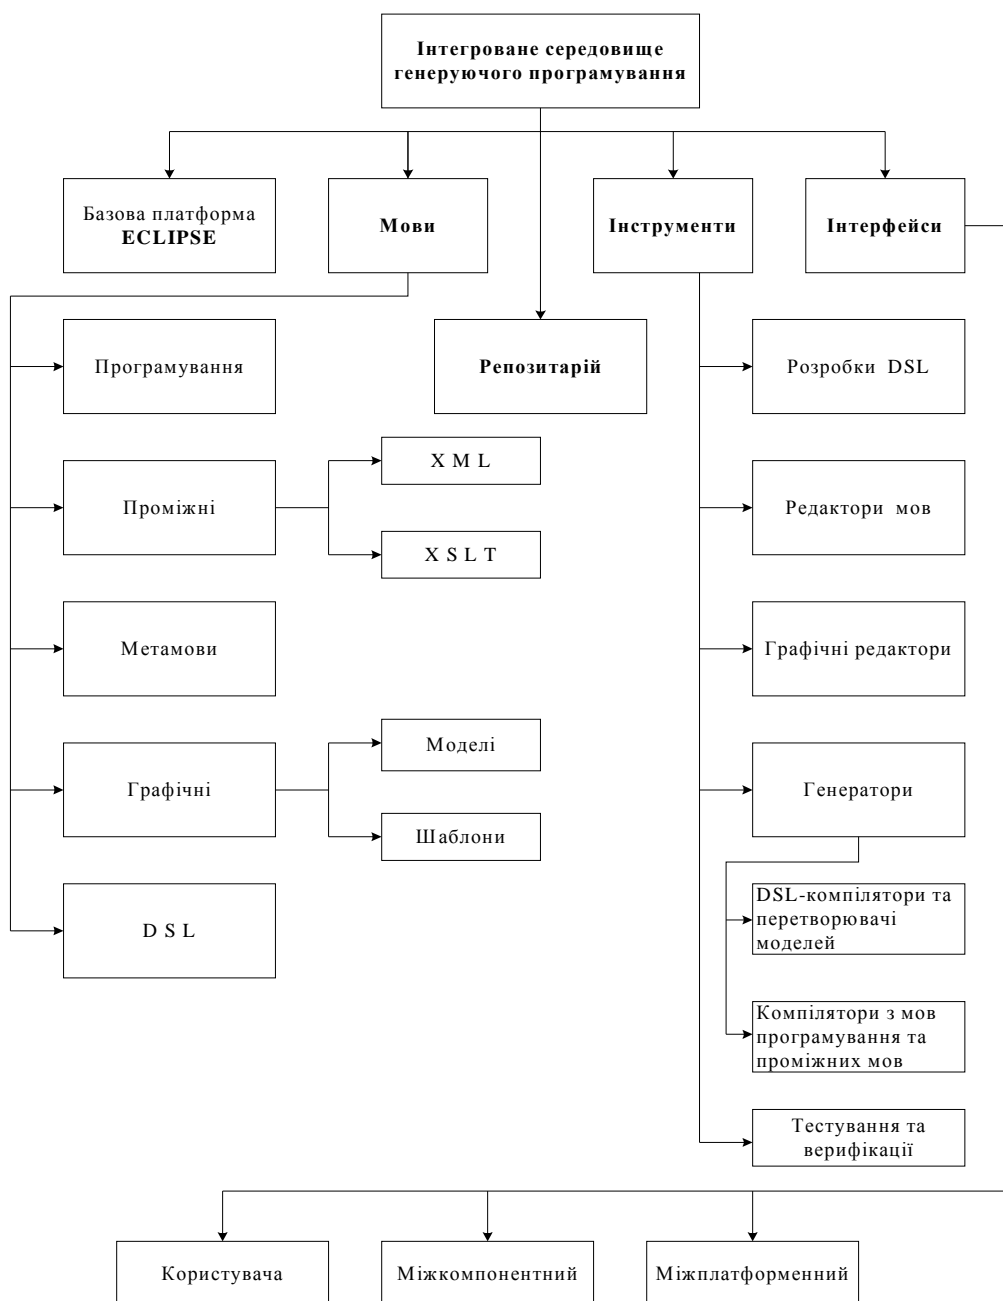 Інтегроване середовище
генеруючого програмування
Базова платформа
ECLIPSE
Мови
Інструменти
Інтерфейси
Програмування
Репозитарій
Розробки DSL
Проміжні
X M L
X S L T
Редактори мов
Метамови
Графічні редактори
Графічні
Моделі
Шаблони
Генератори
D S L
DSL-компілятори та
перетворювачі
моделей
Компілятори з мов
програмування та
проміжних мов
Тестування та
верифікації
Користувача
Міжкомпонентний
Міжплатформенний